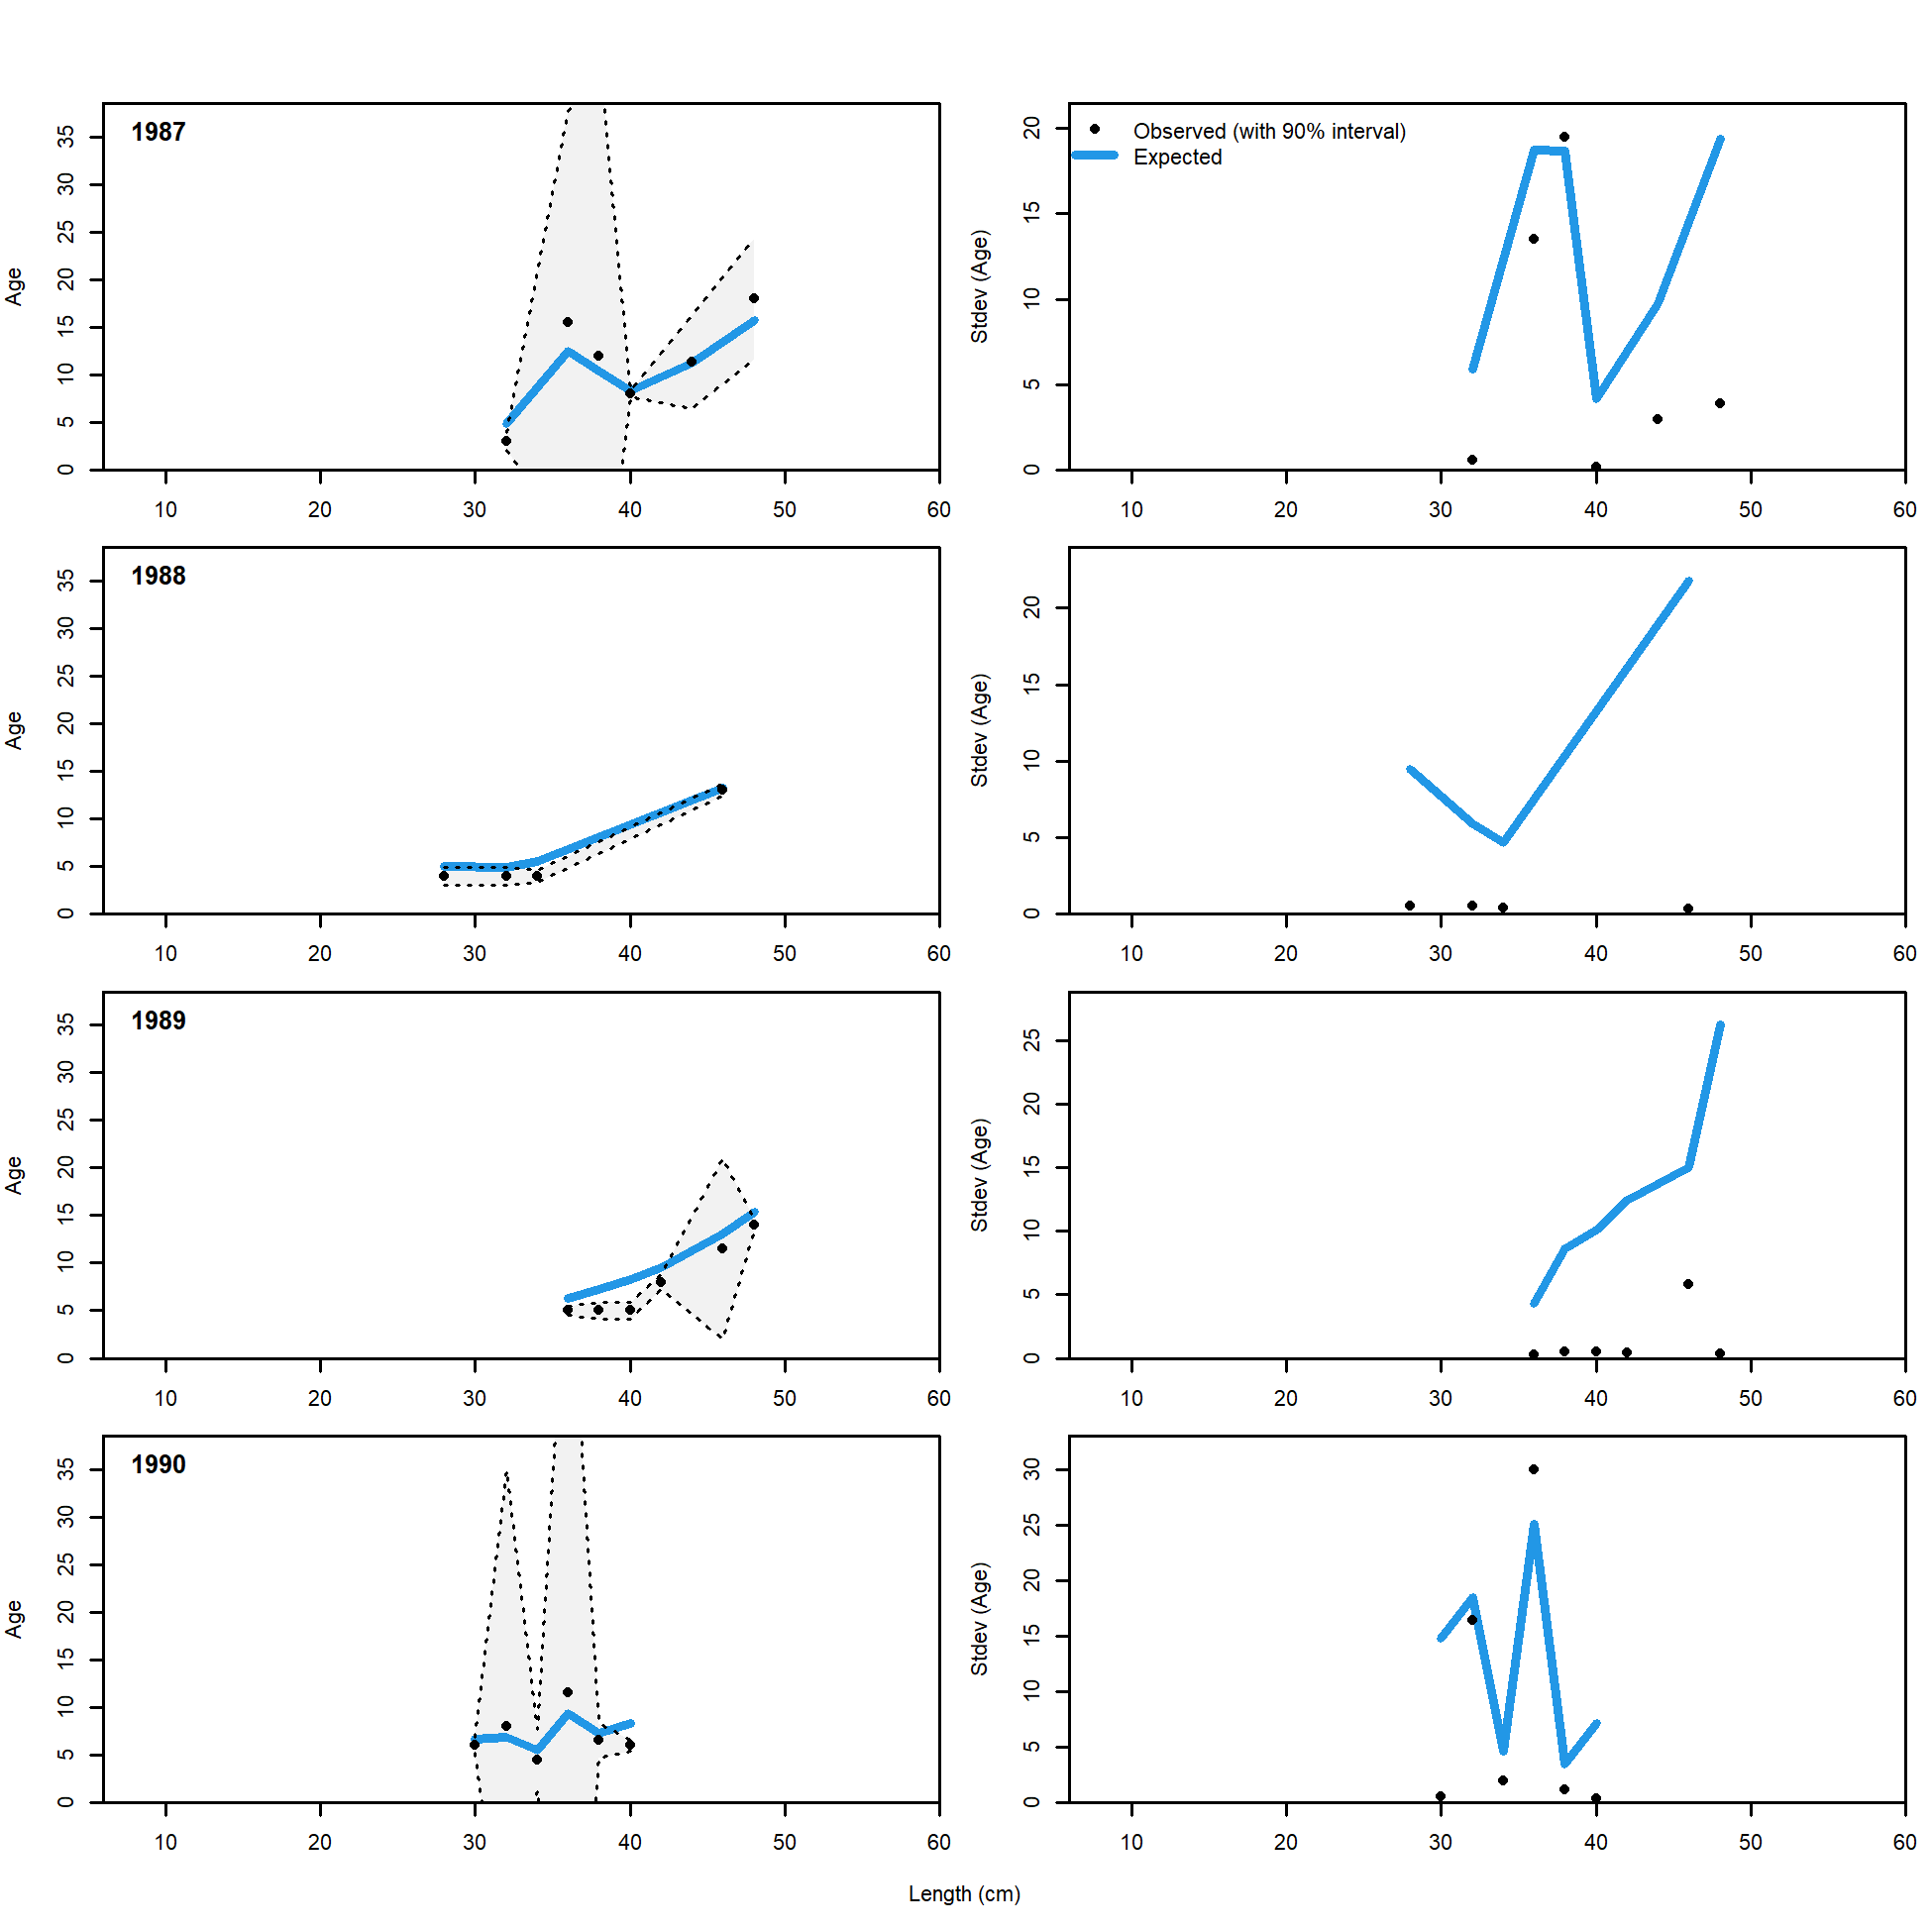 1987
Age
0 5 10 15 20 25 30 35
10 20 30 40 50 60
Observed (with 90% interval)
Expected
Stdev (Age)
0 5 10 15 20
10 20 30 40 50 60
1988
Age
0 5 10 15 20 25 30 35
10 20 30 40 50 60
Stdev (Age)
0 5 10 15 20
10 20 30 40 50 60
1989
Age
0 5 10 15 20 25 30 35
10 20 30 40 50 60
Stdev (Age)
0 5 10 15 20 25
10 20 30 40 50 60
1990
Age
0 5 10 15 20 25 30 35
10 20 30 40 50 60
Stdev (Age)
0 5 10 15 20 25 30
10 20 30 40 50 60
Length (cm)